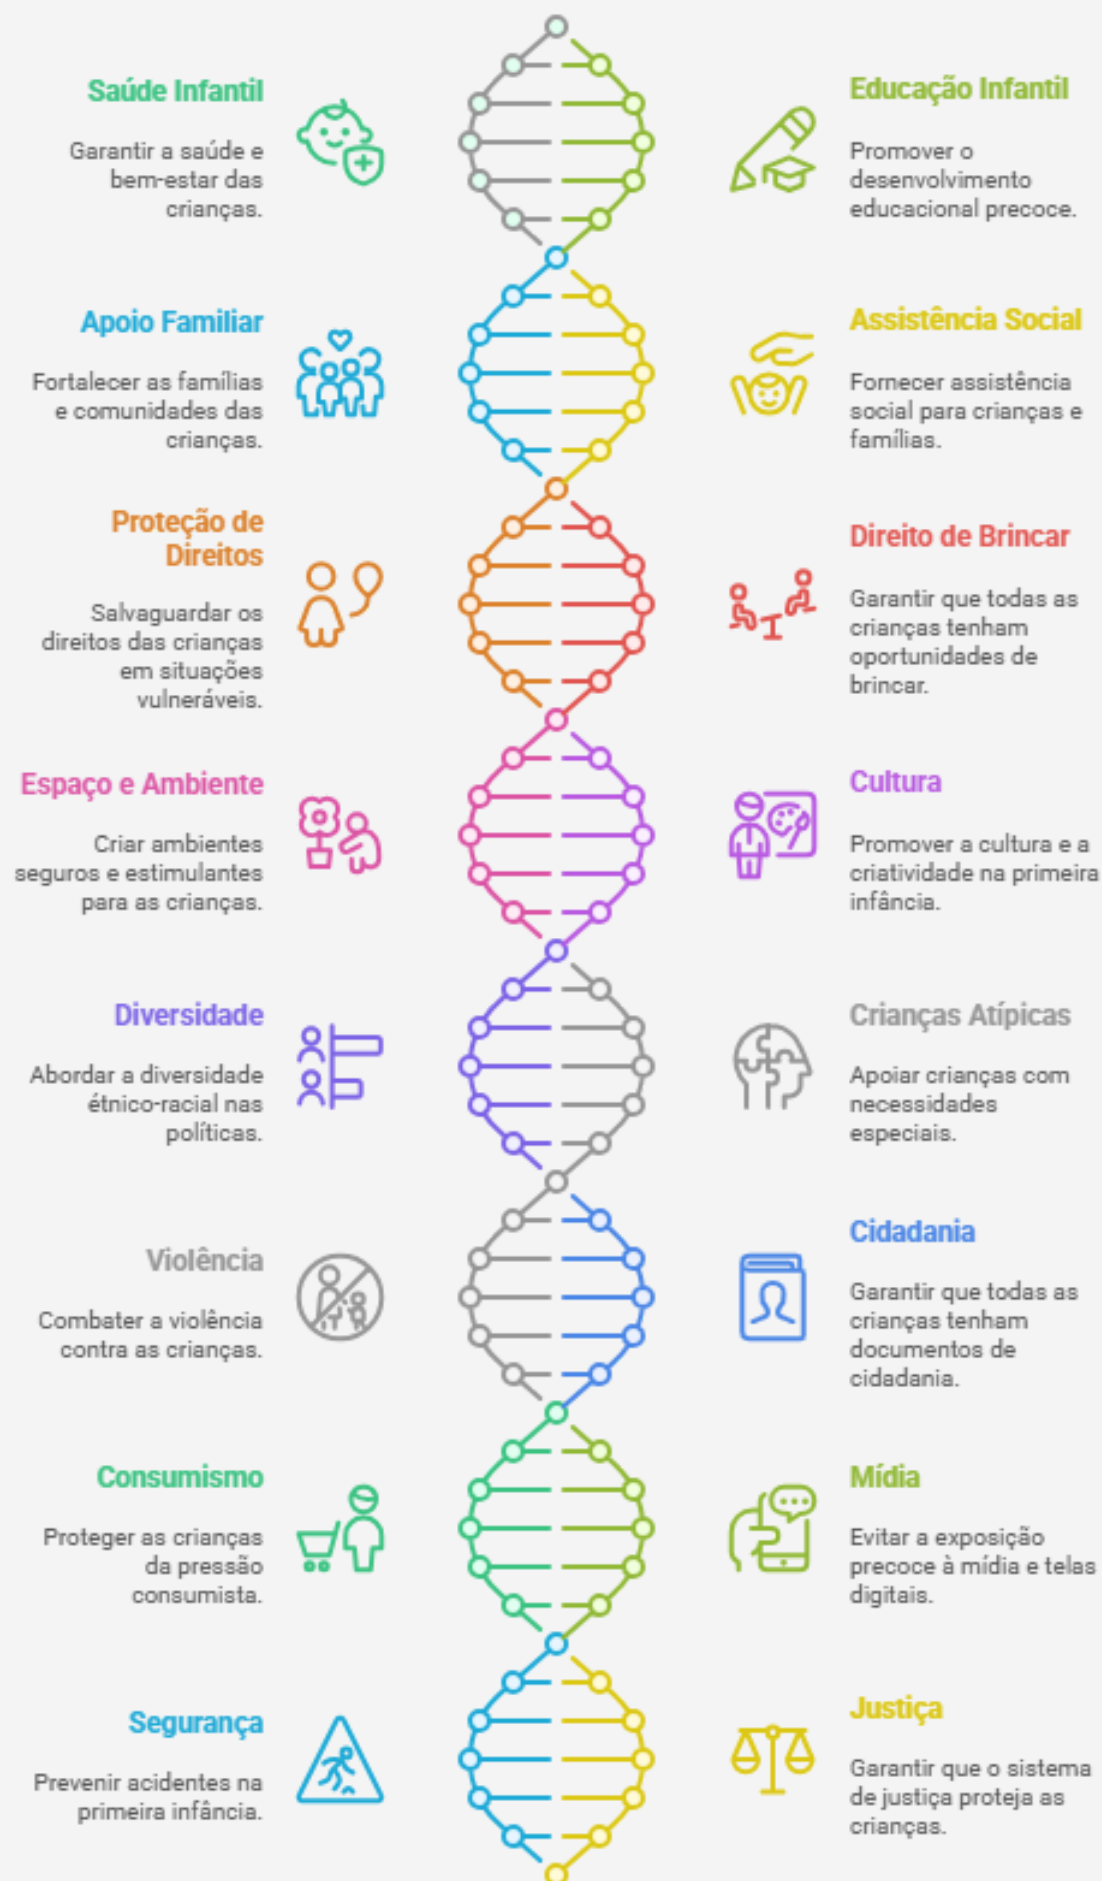 Saúde Infantil
Garantir a saúde e
bem-estar das
crianças.
Educação Infantil
Promover o
desenvolvimento
educacional precoce.
Apoio Familiar
Fortalecer as famílias
e comunidades das
crianças.
Assistência Social
Fornecer assistência
social para crianças e
famílias.
Proteção de
Direitos
Salvaguardar os
direitos das crianças
em situações
vulneráveis.
Direito de Brincar
Garantir que todas as
crianças tenham
oportunidades de
brincar.
Espaço e Ambiente
Criar ambientes
seguros e estimulantes
para as crianças.
Cultura
Promover a cultura e a
criatividade na primeira
infância.
Diversidade
Abordar a diversidade
étnico-racial nas
políticas.
Crianças Atípicas
Apoiar crianças com
necessidades
especiais.
Violência
Combater a violência
contra as crianças.
Cidadania
Garantir que todas as
crianças tenham
documentos de
cidadania.
Consumismo
Proteger as crianças
da pressão
consumista.
Mídia
Evitar a exposição
precoce à mídia e telas
digitais.
Segurança
Prevenir acidentes na
primeira infância.
Justiça
Garantir que o sistema
de justiça proteja as
crianças.